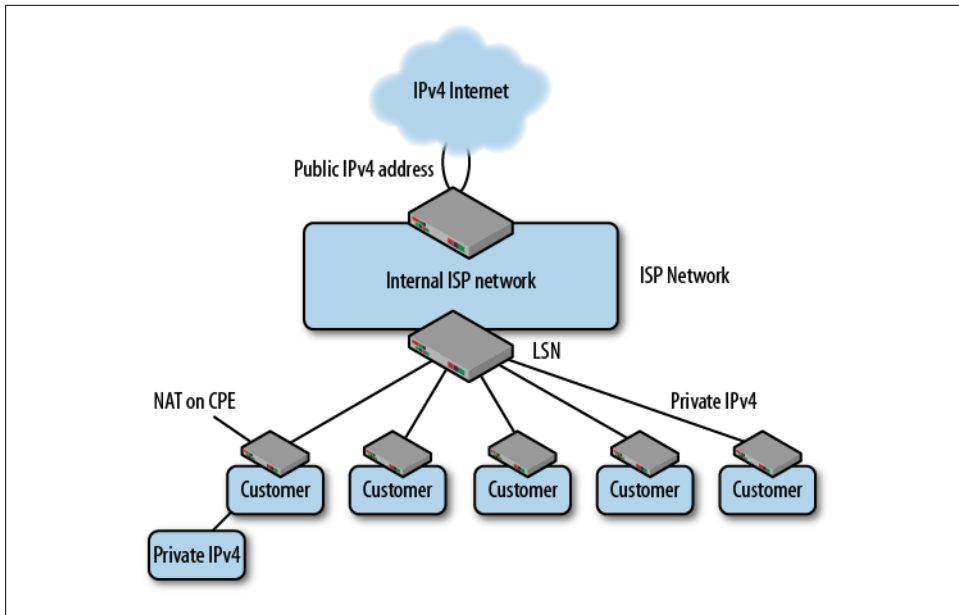 IPv4 Internet
Public IPv4 address
Internal ISP network
ISP Network
LSN
NAT on CPE
Private IPv4
Customer
Customer
Customer
Customer
Customer
Private IPv4